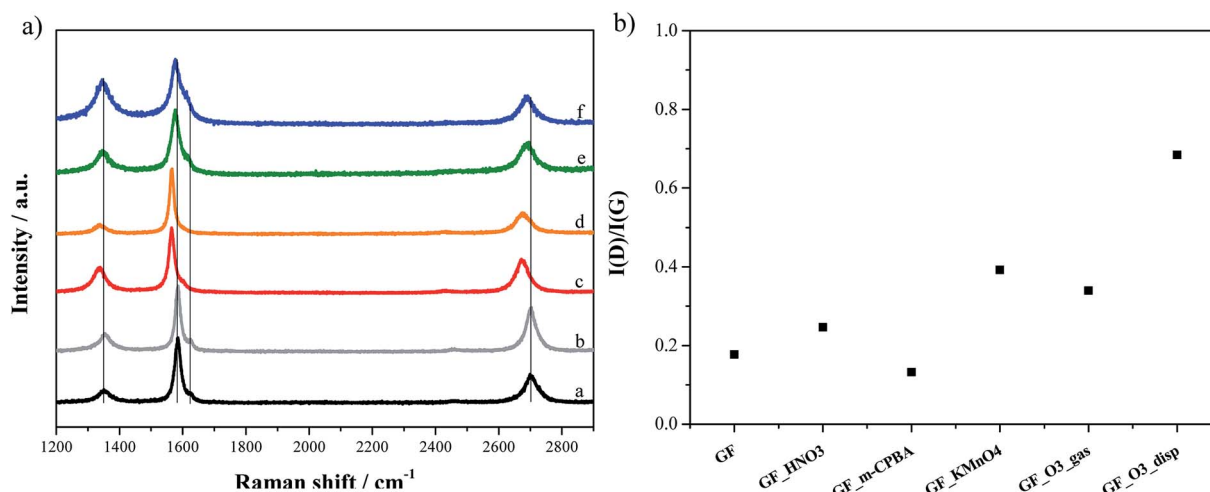 a)
Intensity / a.u.
f
e
d
c
b
a
1200 1400 1600 1800 2000 2200 2400 2600 2800
Raman shift / cm⁻¹
b)
I(D)/I(G)
1.0
0.8
0.6
0.4
0.2
0.0
GF
GF_HNO3
GF_m-CPBA
GF_KMnO4
GF_O3_gas
GF_O3_disp